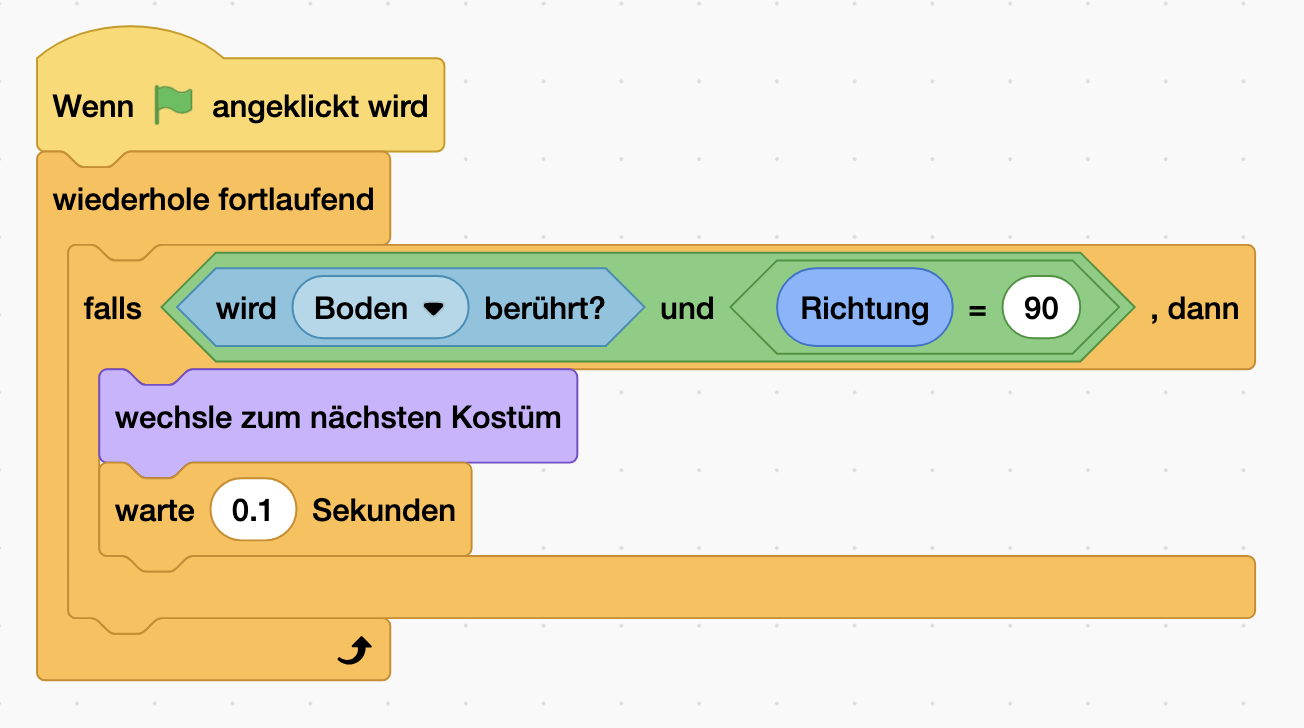 Wenn angeklickt wird
wiederhole fortlaufend
falls wird Boden berührt? und Richtung = 90 , dann
wechsle zum nächsten Kostüm
warte 0.1 Sekunden